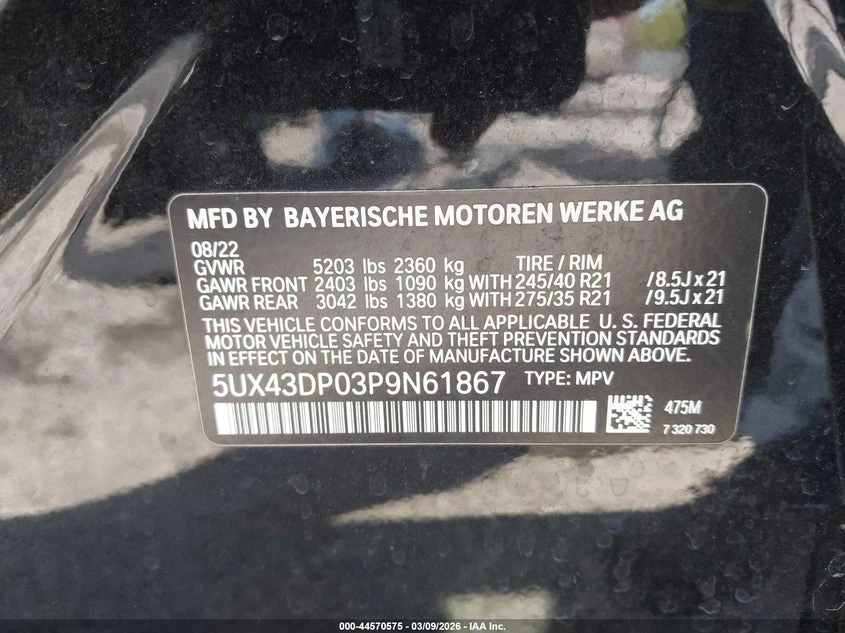 MFD BY BAYERISCHE MOTOREN WERKE AG
08/22
GVWR 5203 lbs 2360 kg TIRE / RIM
GAWR FRONT 2403 lbs 1090 kg WITH 245/40 R21 /8.5J x 21
GAWR REAR 3042 lbs 1380 kg WITH 275/35 R21 /9.5J x 21
THIS VEHICLE CONFORMS TO ALL APPLICABLE U. S. FEDERAL
MOTOR VEHICLE SAFETY AND THEFT PREVENTION STANDARDS
IN EFFECT ON THE DATE OF MANUFACTURE SHOWN ABOVE.
5UX43DP03P9N61867 TYPE: MPV
475M
7 320 730
000-44570575 | 03/09/2026 - IAA Inc.